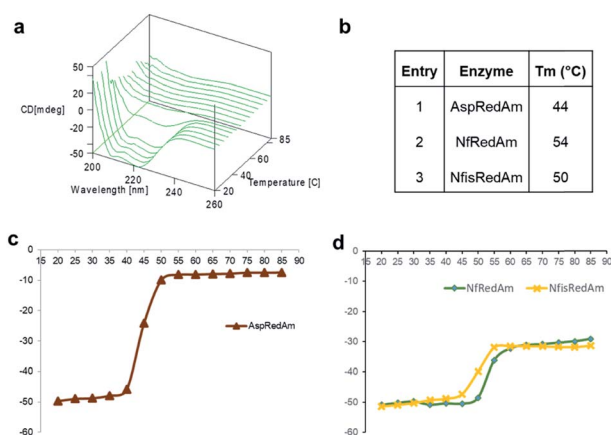 a
50
20
CD[mdeg]
0
-20
-50
200
220
240
260
Wavelength [nm]
20
40
60
85
Temperature [C]
b
Entry Enzyme Tm (°C)
1 AspRedAm 44
2 NfRedAm 54
3 NfisRedAm 50
c
0
15 20 25 30 35 40 45 50 55 60 65 70 75 80 85 90
-10
-20
-30
-40
-50
-60
AspRedAm
d
0
15 20 25 30 35 40 45 50 55 60 65 70 75 80 85 90
-10
-20
-30
-40
-50
-60
NfRedAm NfisRedAm